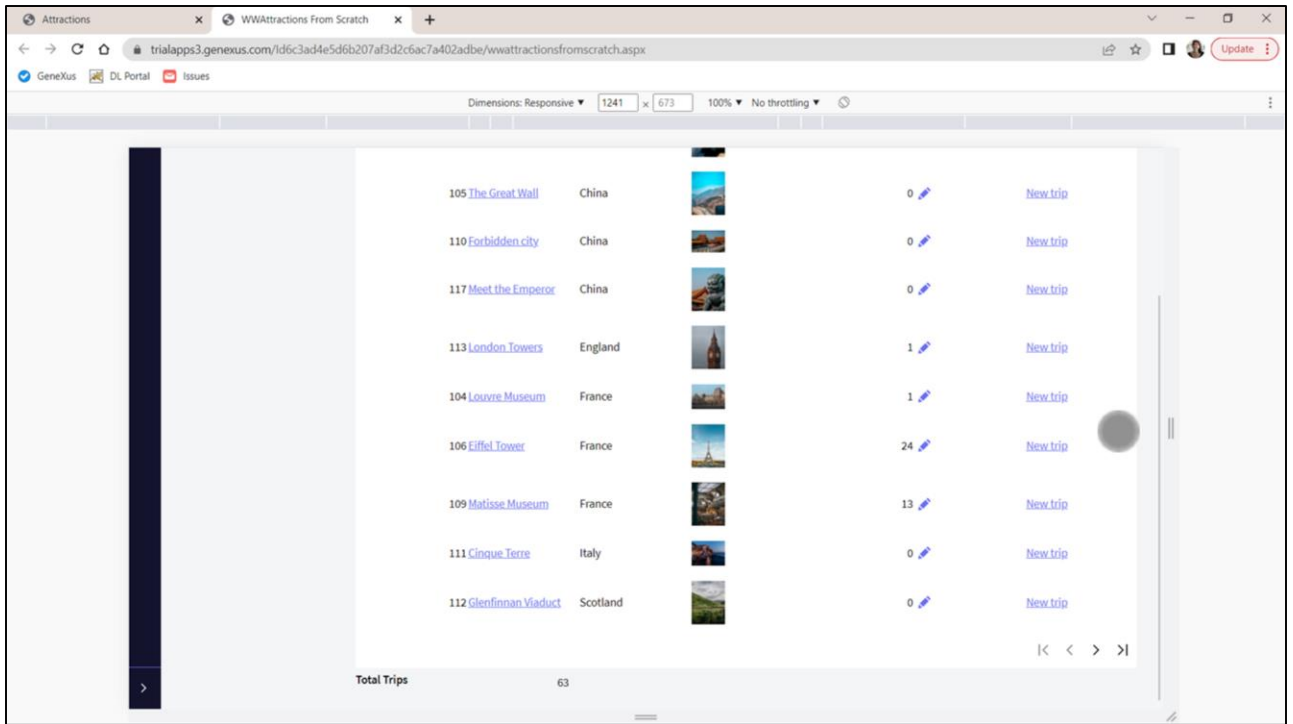 Attractions
WWAttractions From Scratch
trialapps3.genexus.com/Id6c3ad4e5d6b207af3d2c6ac7a402adbe/wwattractionsfromscratch.aspx
Update
GeneXus DL Portal Issues
Dimensions: Responsive ▼ 1241 x 673 100% ▼ No throttling ▼
105 The Great Wall China 0 New trip
110 Forbidden city China 0 New trip
117 Meet the Emperor China 0 New trip
113 London Towers England 1 New trip
104 Louvre Museum France 1 New trip
106 Eiffel Tower France 24 New trip
109 Matisse Museum France 13 New trip
111 Cinque Terre Italy 0 New trip
112 Glenfinnan Viaduct Scotland 0 New trip
Total Trips 63